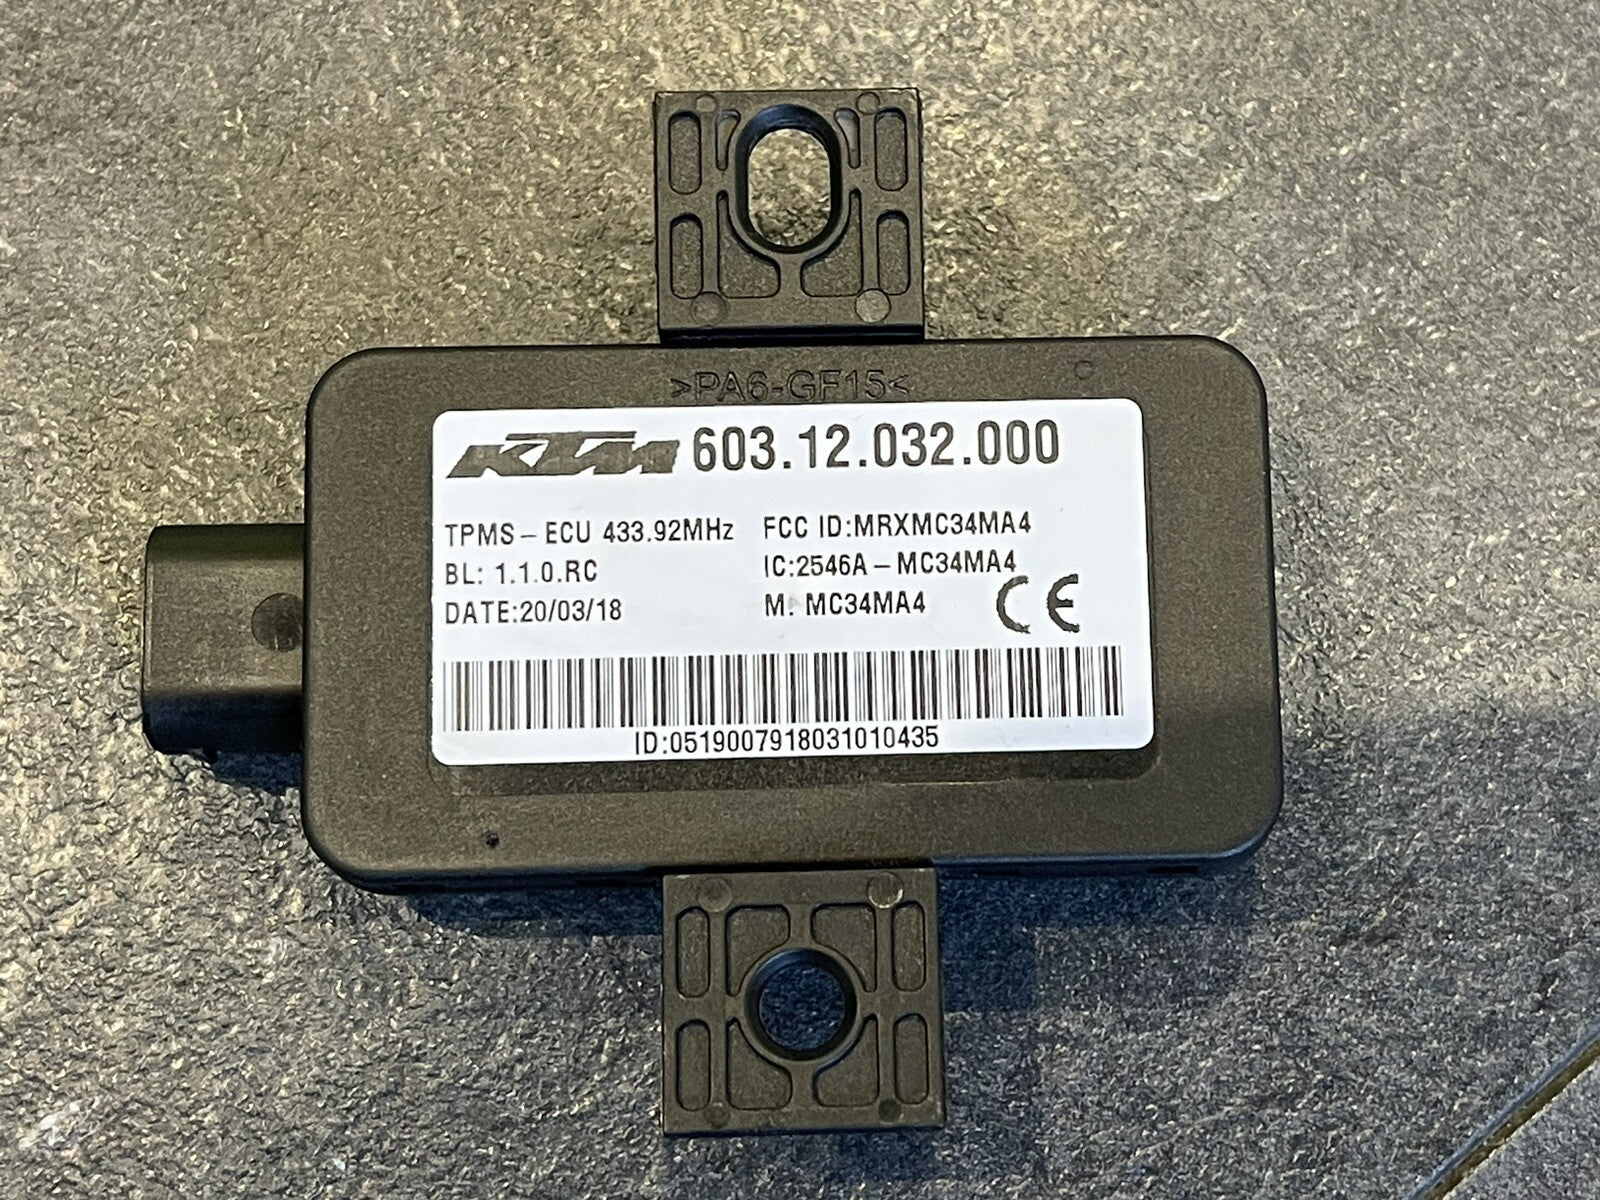 >PA6-GF15<
KTM 603.12.032.000
TPMS – ECU 433.92MHz FCC ID:MRXMC34MA4
BL: 1.1.0.RC IC:2546A – MC34MA4
DATE:20/03/18 M. MC34MA4 CE
ID:0519007918031010435